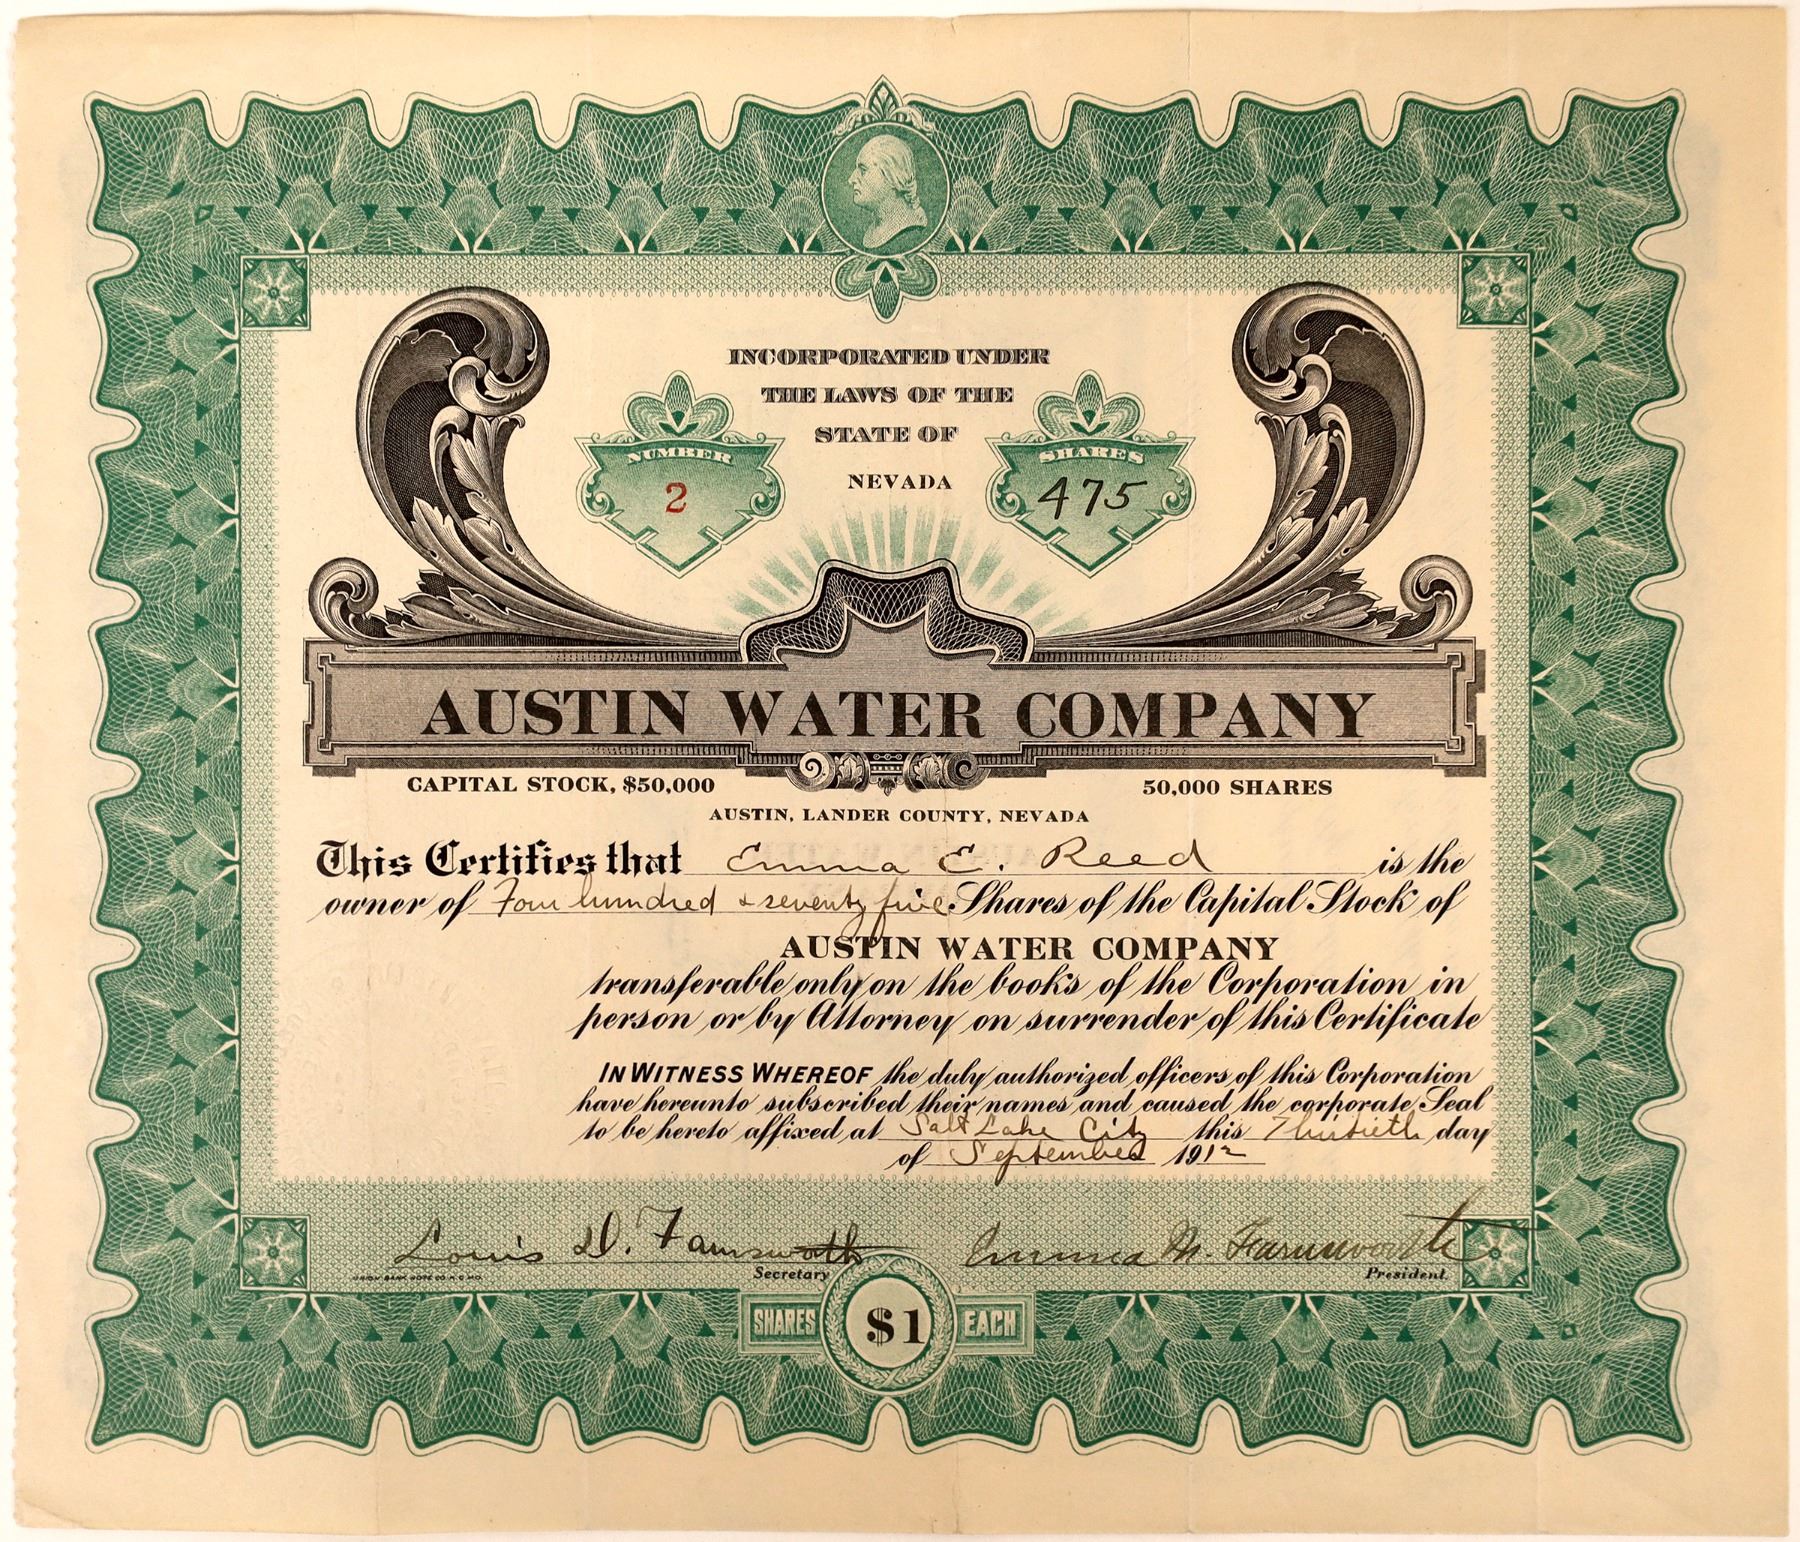 INCORPORATED UNDER
THE LAWS OF THE
STATE OF
NEVADA
NUMBER
2
SHARES
475
AUSTIN WATER COMPANY
CAPITAL STOCK, $50,000
50,000 SHARES
AUSTIN, LANDER COUNTY, NEVADA
This Certifies that Emma E. Reed is the
owner of Four hundred & seventy five Shares of the Capital Stock of
AUSTIN WATER COMPANY
transferable only on the books of the Corporation in
person or by Attorney on surrender of this Certificate
IN WITNESS WHEREOF the duly authorized officers of this Corporation
have hereunto subscribed their names and caused the corporate Seal
to be hereto affixed at Salt Lake City this Thirtieth day
of September 1912
Louis D. Farnsworth
Emma M. Farnsworth
UNION BANK NOTE CO. K.C. MO.
Secretary
President.
SHARES $1 EACH